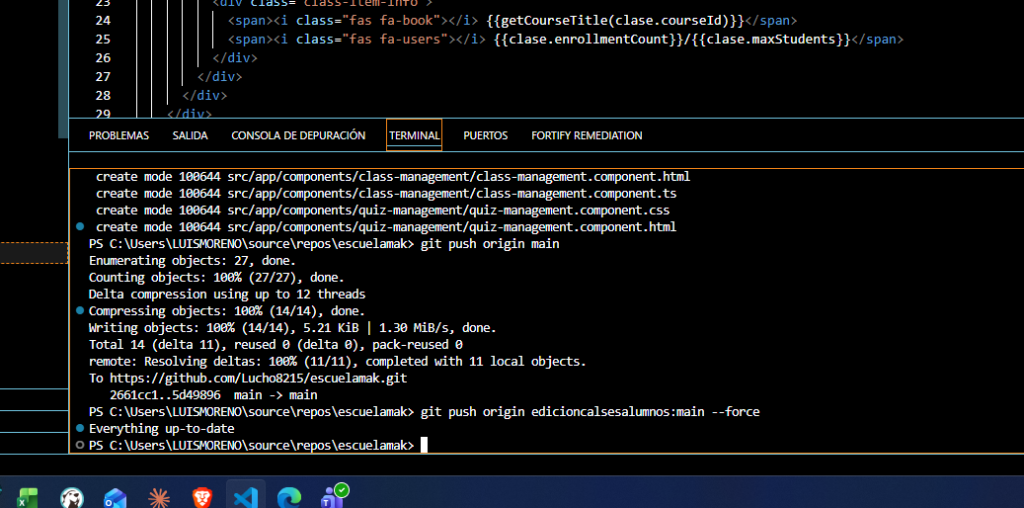 23 <div class="class-item-info">
24 <span><i class="fas fa-book"></i> {{getCourseTitle(clase.courseId)}}</span>
25 <span><i class="fas fa-users"></i> {{clase.enrollmentCount}}/{{clase.maxStudents}}</span>
26 </div>
27 </div>
28 </div>
29 </div>
PROBLEMAS SALIDA CONSOLA DE DEPURACIÓN TERMINAL PUERTOS FORTIFY REMEDIATION
create mode 100644 src/app/components/class-management/class-management.component.html
create mode 100644 src/app/components/class-management/class-management.component.ts
create mode 100644 src/app/components/quiz-management/quiz-management.component.css
create mode 100644 src/app/components/quiz-management/quiz-management.component.html
PS C:\Users\LUISMORENO\source\repos\escuelamak> git push origin main
Enumerating objects: 27, done.
Counting objects: 100% (27/27), done.
Delta compression using up to 12 threads
Compressing objects: 100% (14/14), done.
Writing objects: 100% (14/14), 5.21 KiB | 1.30 MiB/s, done.
Total 14 (delta 11), reused 0 (delta 0), pack-reused 0
remote: Resolving deltas: 100% (11/11), completed with 11 local objects.
To https://github.com/Lucho8215/escuelamak.git
2661cc1..5d49896 main -> main
PS C:\Users\LUISMORENO\source\repos\escuelamak> git push origin edicioncalsesalumnos:main --force
Everything up-to-date
PS C:\Users\LUISMORENO\source\repos\escuelamak>